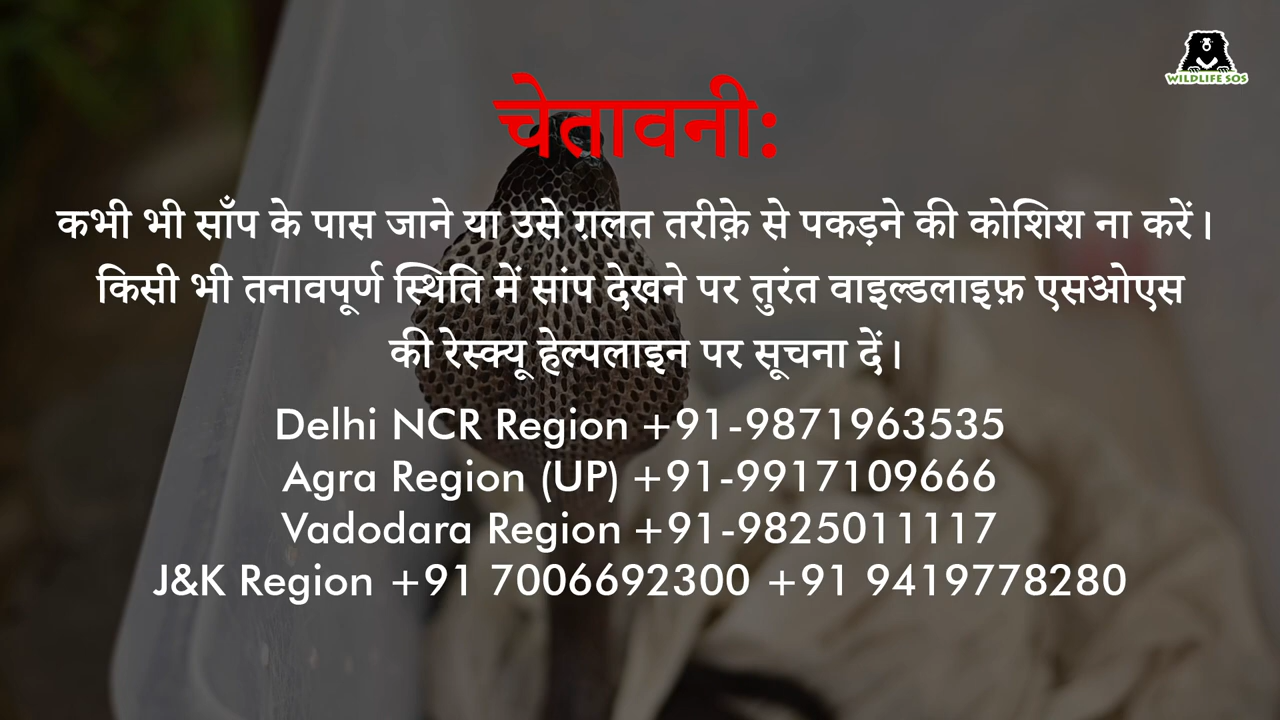 WILDLIFE SOS
चेतावनी:
कभी भी साँप के पास जाने या उसे ग़लत तरीक़े से पकड़ने की कोशिश ना करें।
किसी भी तनावपूर्ण स्थिति में सांप देखने पर तुरंत वाइल्डलाइफ़ एसओएस
की रेस्क्यू हेल्पलाइन पर सूचना दें।
Delhi NCR Region +91-9871963535
Agra Region (UP) +91-9917109666
Vadodara Region +91-9825011117
J&K Region +91 7006692300 +91 9419778280